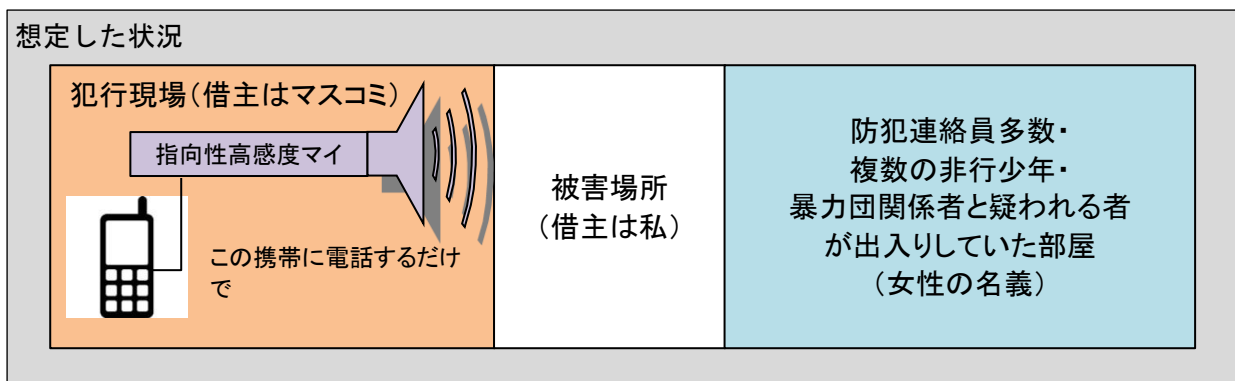 想定した状況
犯行現場(借主はマスコミ)
指向性高感度マイ
この携帯に電話するだけ
で
被害場所
(借主は私)
防犯連絡員多数・
複数の非行少年・
暴力団関係者と疑われる者
が出入りしていた部屋
(女性の名義)